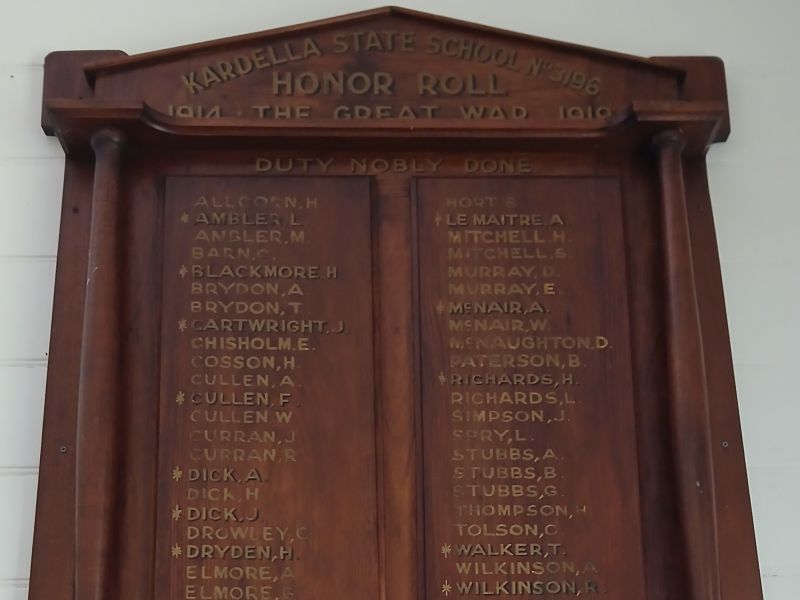 KARDELLA STATE SCHOOL Nº3196
HONOR ROLL
1914 THE GREAT WAR 1919
DUTY NOBLY DONE
ALLCORN, H
* AMBLER, L.
AMBLER, M.
BARN, C.
* BLACKMORE, H
BRYDON, A
BRYDON, T
* CARTWRIGHT, J.
CHISHOLM, E.
COSSON, H.
CULLEN, A.
* CULLEN, F.
CULLEN W
CURRAN, J
CURRAN, R
* DICK, A.
DICK, H
* DICK, J
DROWLEY, C
* DRYDEN, H.
ELMORE, A
ELMORE, G
HORT S
* LE MAITRE, A.
MITCHELL, H.
MITCHELL, S.
MURRAY, D.
MURRAY, E.
* McNAIR, A.
McNAIR, W.
McNAUGHTON, D.
PATERSON, B.
* RICHARDS, H.
RICHARDS, L.
SIMPSON, J.
SPRY, L.
STUBBS, A.
STUBBS, B.
STUBBS, G.
THOMPSON, H
TOLSON, C.
* WALKER, T.
WILKINSON, A
* WILKINSON, R.